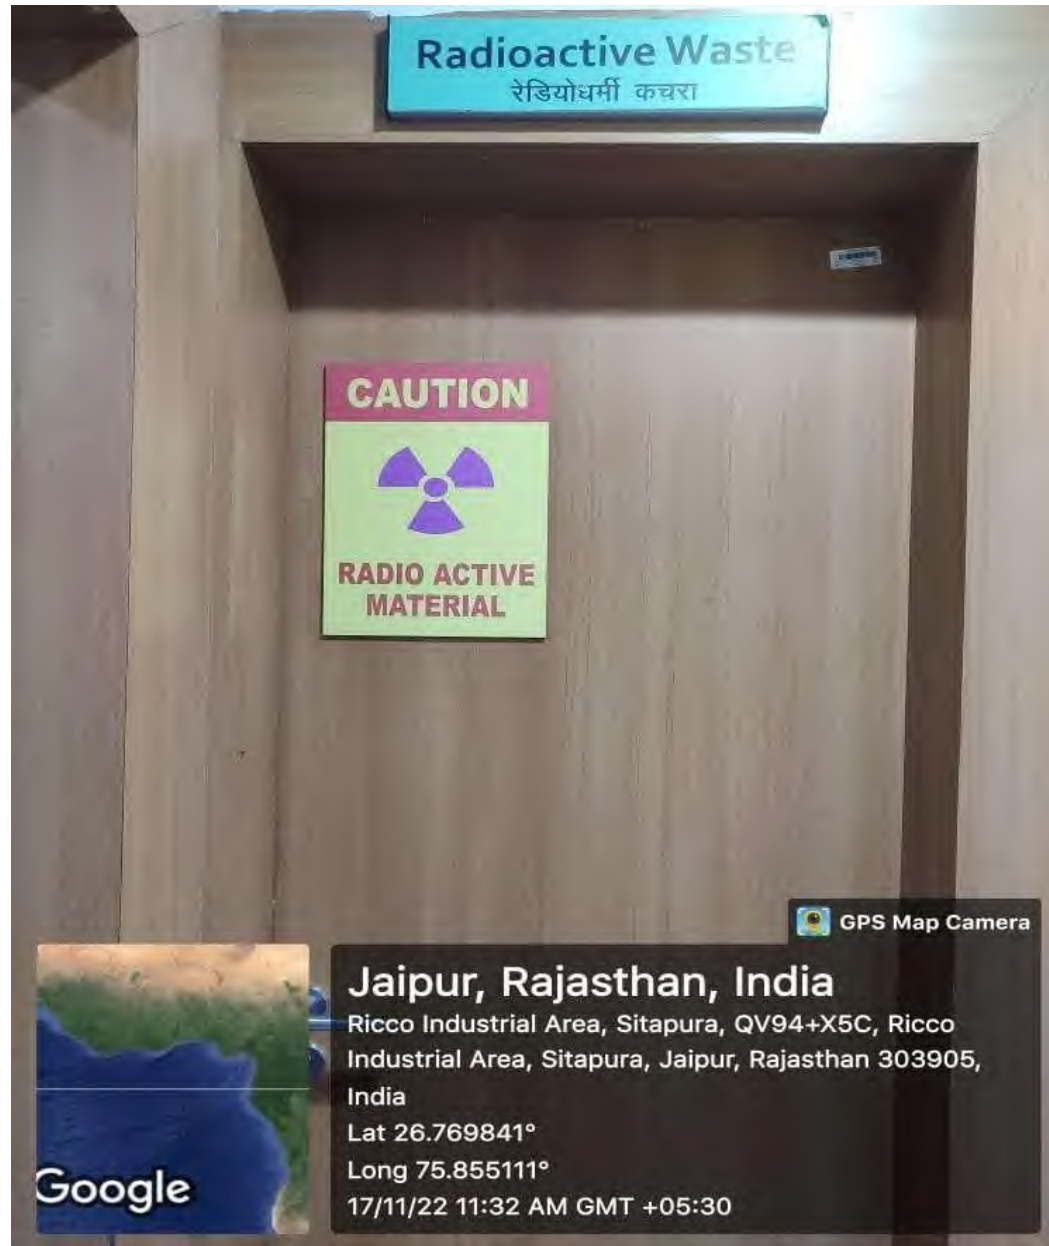 Radioactive Waste
रेडियोधर्मी कचरा
CAUTION
RADIO ACTIVE
MATERIAL
GPS Map Camera
Jaipur, Rajasthan, India
Ricco Industrial Area, Sitapura, QV94+X5C, Ricco
Industrial Area, Sitapura, Jaipur, Rajasthan 303905,
India
Lat 26.769841°
Long 75.855111°
17/11/22 11:32 AM GMT +05:30
Google